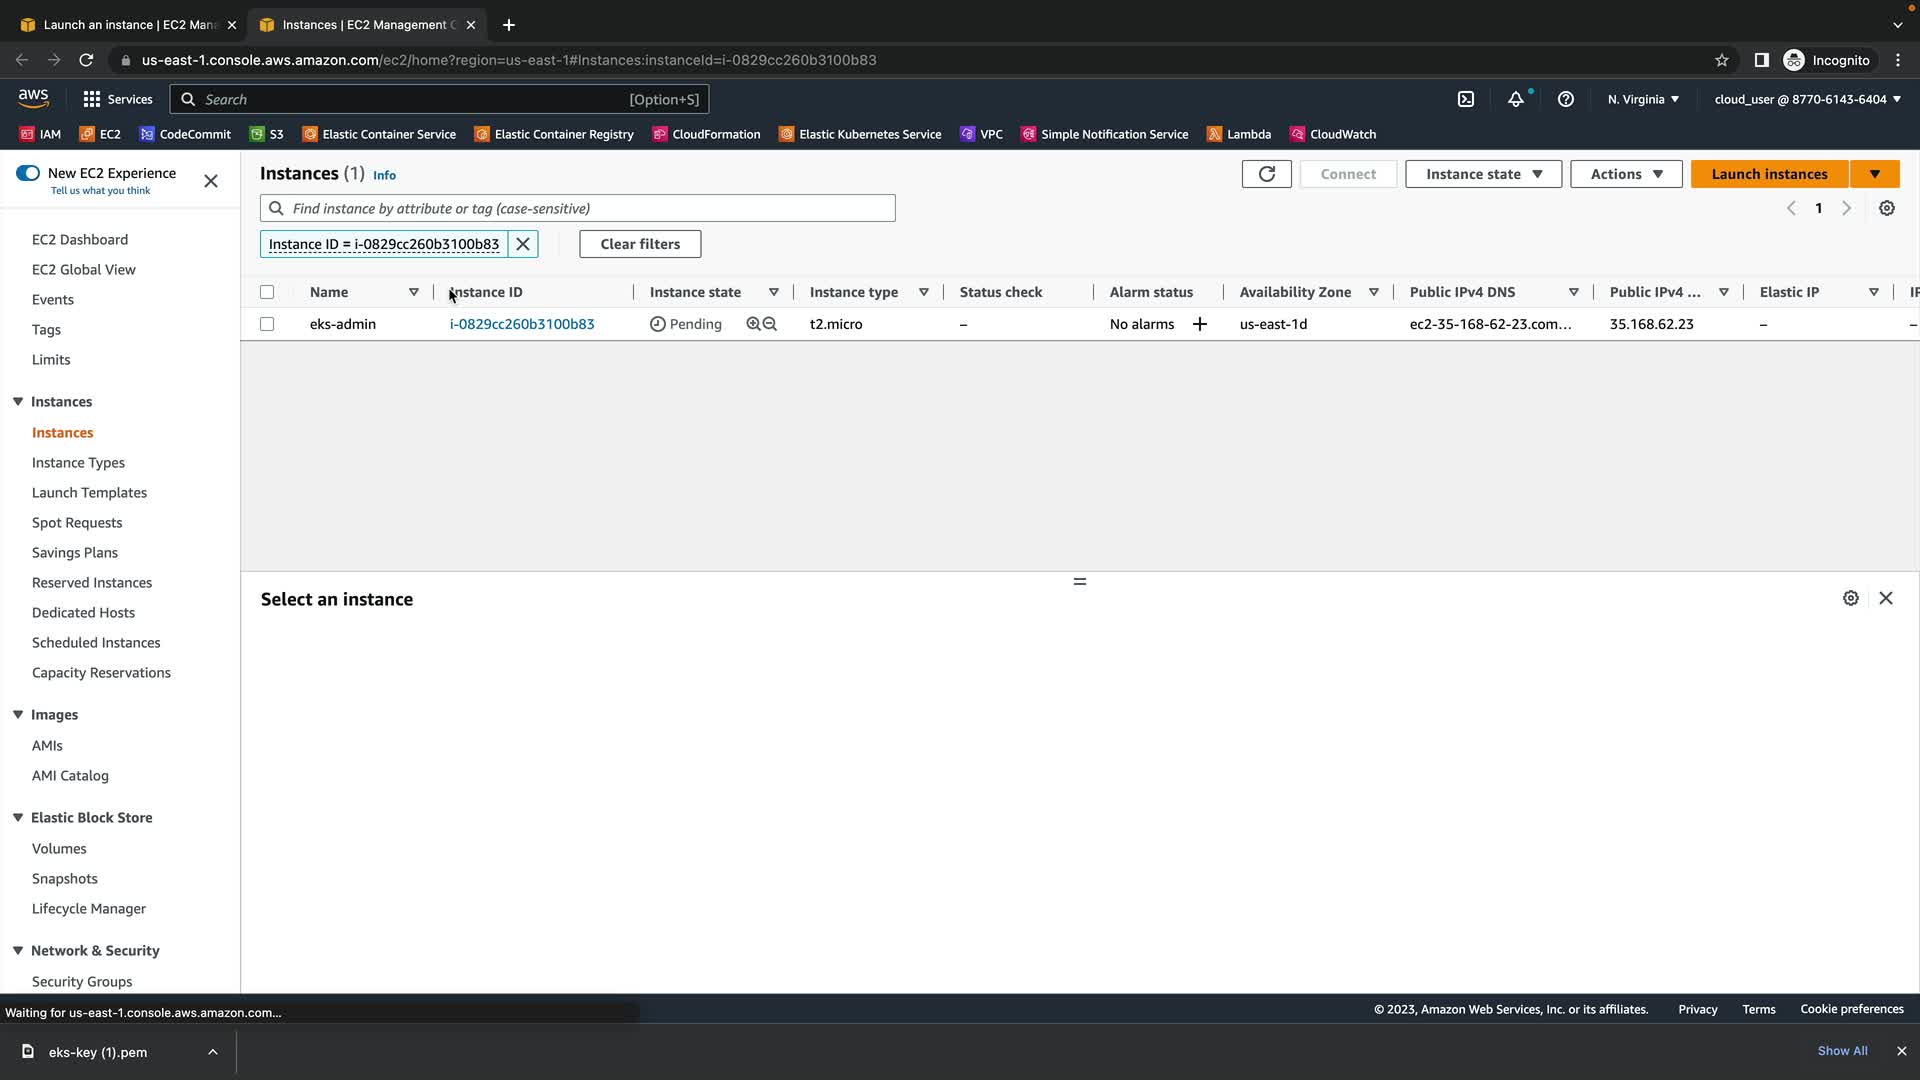 Launch an instance | EC2 Man
Instances | EC2 Management C
us-east-1.console.aws.amazon.com/ec2/home?region=us-east-1#Instances:instanceId=i-0829cc260b3100b83
Incognito
aws
Services
Search
[Option+S]
N. Virginia
cloud_user @ 8770-6143-6404
IAM
EC2
CodeCommit
S3
Elastic Container Service
Elastic Container Registry
CloudFormation
Elastic Kubernetes Service
VPC
Simple Notification Service
Lambda
CloudWatch
New EC2 Experience
Tell us what you think
EC2 Dashboard
EC2 Global View
Events
Tags
Limits
Instances
Instances
Instance Types
Launch Templates
Spot Requests
Savings Plans
Reserved Instances
Dedicated Hosts
Scheduled Instances
Capacity Reservations
Images
AMIs
AMI Catalog
Elastic Block Store
Volumes
Snapshots
Lifecycle Manager
Network & Security
Security Groups
Instances (1) Info
Connect
Instance state
Actions
Launch instances
Find instance by attribute or tag (case-sensitive)
1
Instance ID = i-0829cc260b3100b83
Clear filters
Name
Instance ID
Instance state
Instance type
Status check
Alarm status
Availability Zone
Public IPv4 DNS
Public IPv4 ...
Elastic IP
IP
eks-admin
i-0829cc260b3100b83
Pending
t2.micro
–
No alarms
us-east-1d
ec2-35-168-62-23.com...
35.168.62.23
–
–
Select an instance
Waiting for us-east-1.console.aws.amazon.com...
© 2023, Amazon Web Services, Inc. or its affiliates.
Privacy
Terms
Cookie preferences
eks-key (1).pem
Show All